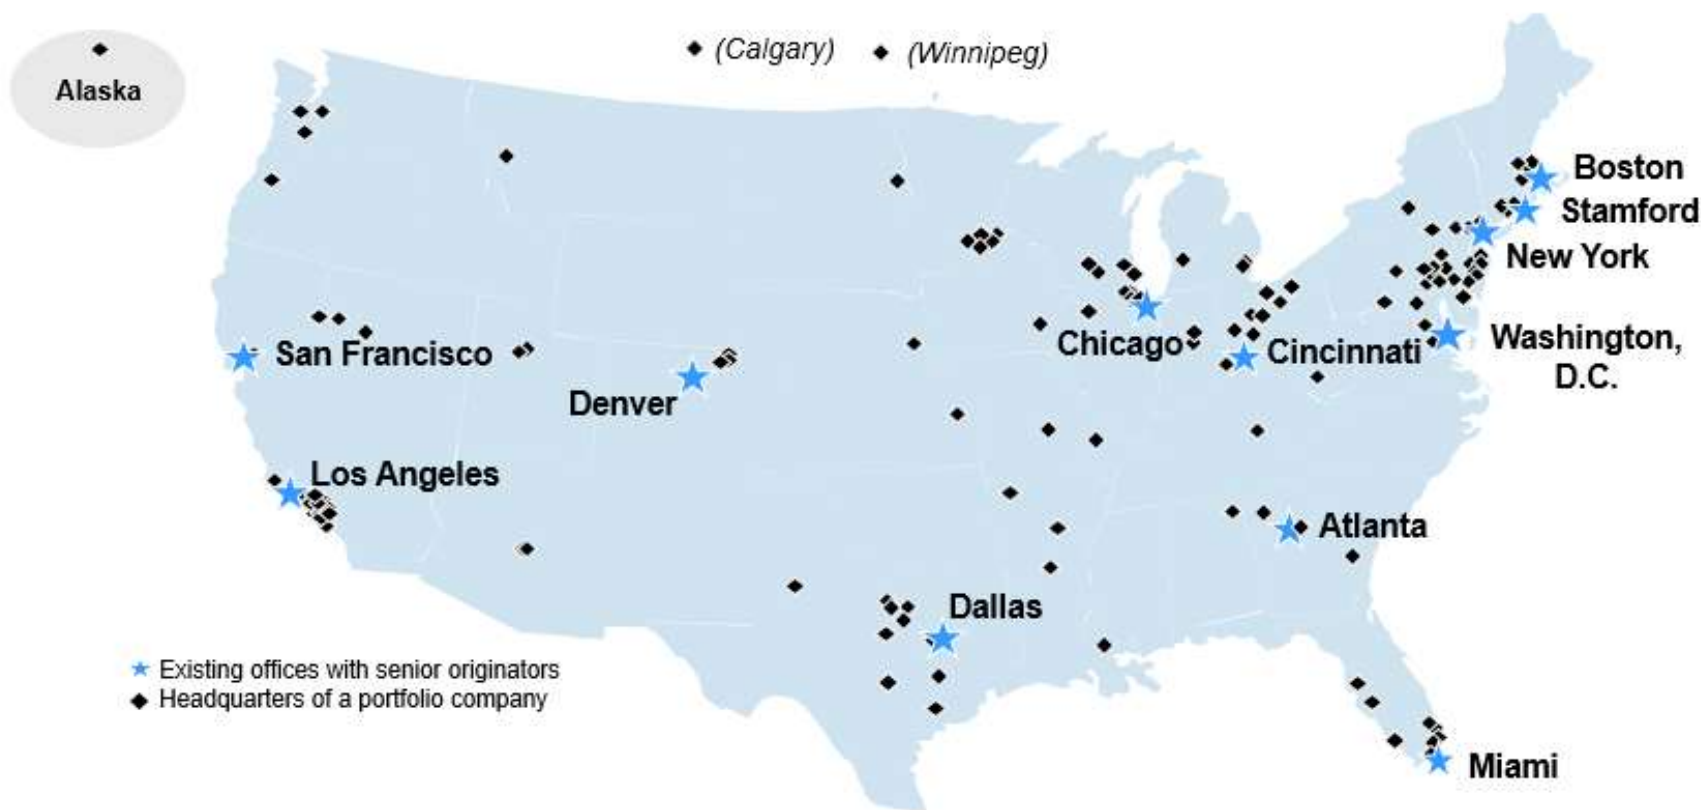 (Calgary)
(Winnipeg)
Alaska
Boston
Stamford
New York
Chicago
Cincinnati
Washington,
D.C.
San Francisco
Denver
Los Angeles
Atlanta
Dallas
Existing offices with senior originators
Headquarters of a portfolio company
Miami